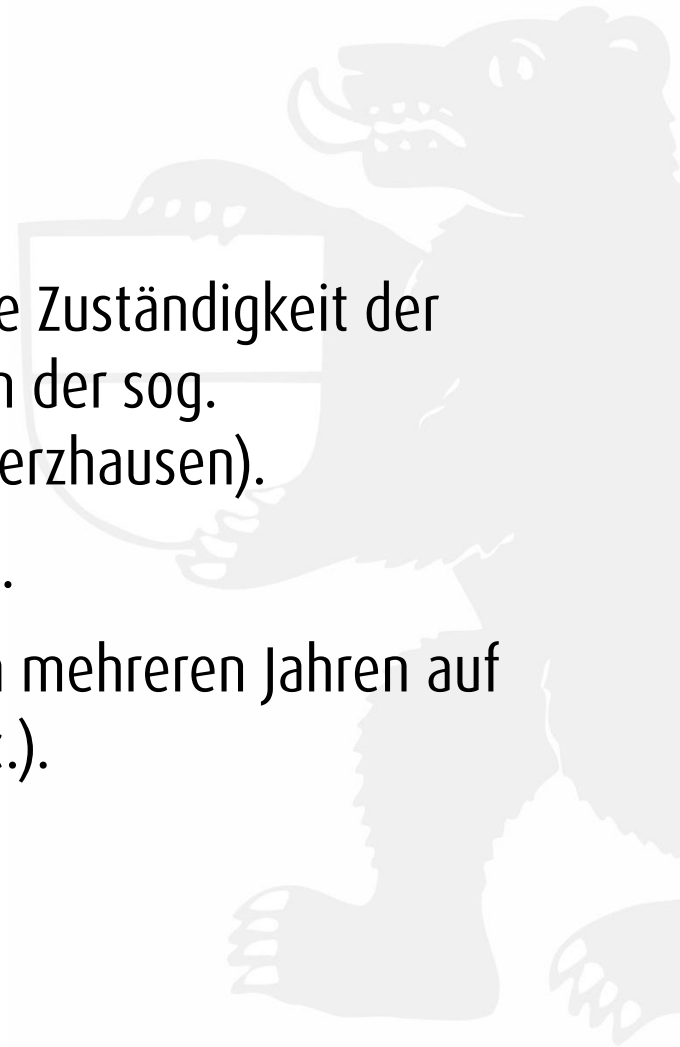 e Zuständigkeit der
n der sog.
erzhausen).
.
n mehreren Jahren auf
c.).